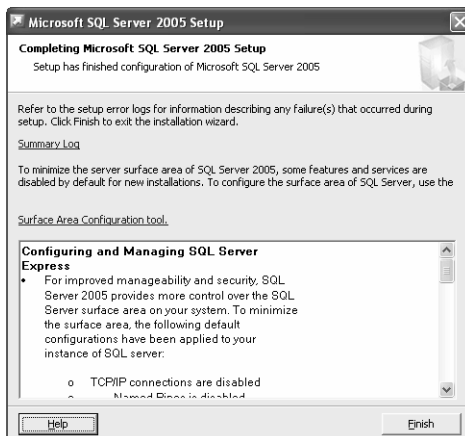 Microsoft SQL Server 2005 Setup
Completing Microsoft SQL Server 2005 Setup
Setup has finished configuration of Microsoft SQL Server 2005
Refer to the setup error logs for information describing any failure(s) that occurred during
setup. Click Finish to exit the installation wizard.
Summary Log
To minimize the server surface area of SQL Server 2005, some features and services are
disabled by default for new installations. To configure the surface area of SQL Server, use the
Surface Area Configuration tool.
Configuring and Managing SQL Server
Express
• For improved manageability and security, SQL
Server 2005 provides more control over the SQL
Server surface area on your system. To minimize
the surface area, the following default
configurations have been applied to your
instance of SQL server:
o TCP/IP connections are disabled
o Named Pipes is disabled
Help
Finish